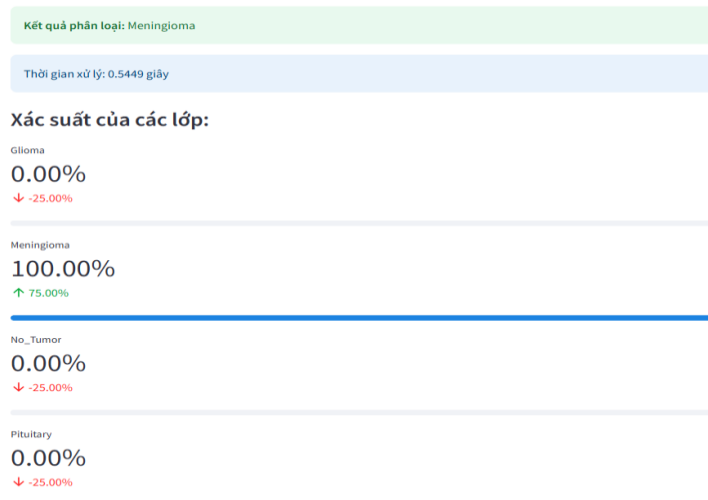 Kết quả phân loại: Meningioma
Thời gian xử lý: 0.5449 giây
Xác suất của các lớp:
Glioma
0.00%
↓ -25.00%
Meningioma
100.00%
↑ 75.00%
No_Tumor
0.00%
↓ -25.00%
Pituitary
0.00%
↓ -25.00%